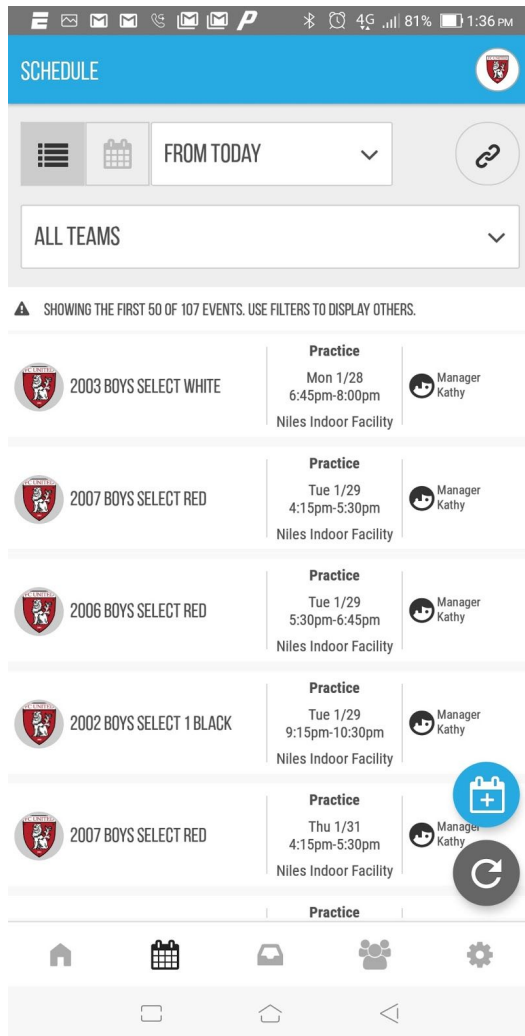 4G 81% 1:36 PM
SCHEDULE
FROM TODAY
ALL TEAMS
SHOWING THE FIRST 50 OF 107 EVENTS. USE FILTERS TO DISPLAY OTHERS.
2003 BOYS SELECT WHITE
Practice
Mon 1/28
6:45pm-8:00pm
Niles Indoor Facility
Manager
Kathy
2007 BOYS SELECT RED
Practice
Tue 1/29
4:15pm-5:30pm
Niles Indoor Facility
Manager
Kathy
2006 BOYS SELECT RED
Practice
Tue 1/29
5:30pm-6:45pm
Niles Indoor Facility
Manager
Kathy
2002 BOYS SELECT 1 BLACK
Practice
Tue 1/29
9:15pm-10:30pm
Niles Indoor Facility
Manager
Kathy
2007 BOYS SELECT RED
Practice
Thu 1/31
4:15pm-5:30pm
Niles Indoor Facility
Manager
Kathy
Practice